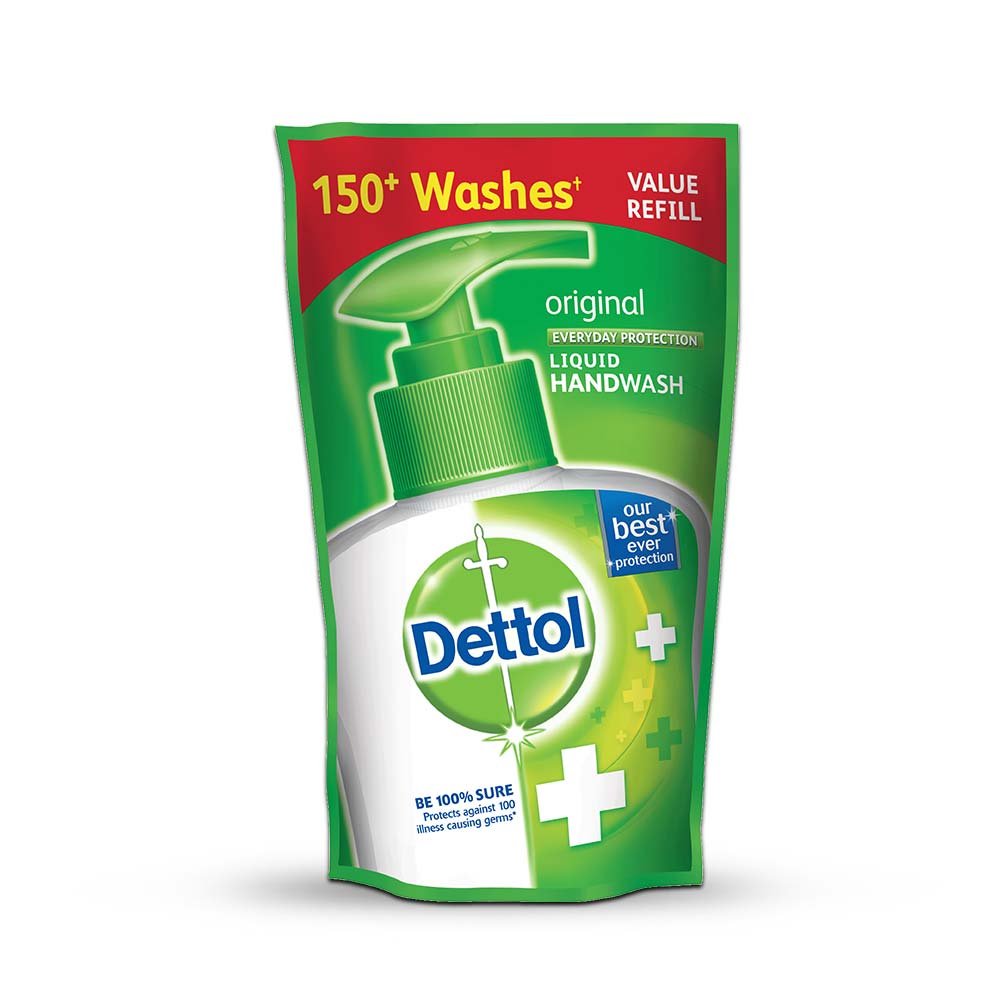 150+ Washes†
VALUE
REFILL
original
EVERYDAY PROTECTION
LIQUID
HANDWASH
our
best
ever
protection
Dettol
BE 100% SURE
Protects against 100
illness causing germs*